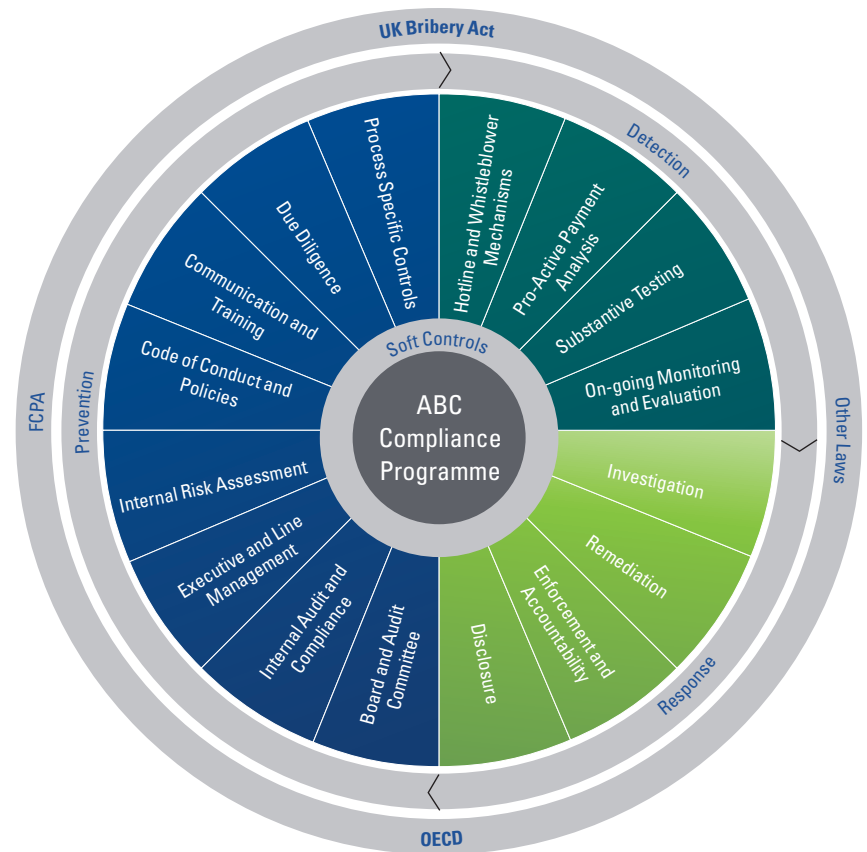 UK Bribery Act
Detection
Other Laws
Response
OECD
FCPA
Prevention
Process Specific Controls
Due Diligence
Communication and
Training
Code of Conduct and
Policies
Internal Risk Assessment
Executive and Line
Management
Internal Audit and
Compliance
Board and Audit
Committee
Hotline and Whistleblower
Mechanisms
Pro-Active Payment
Analysis
Substantive Testing
On-going Monitoring
and Evaluation
Investigation
Remediation
Enforcement and
Accountability
Disclosure
Soft Controls
ABC
Compliance
Programme